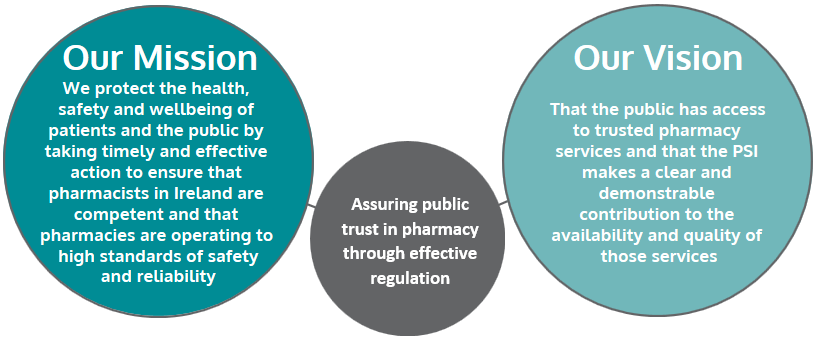 Our Mission
We protect the health,
safety and wellbeing of
patients and the public by
taking timely and effective
action to ensure that
pharmacists in Ireland are
competent and that
pharmacies are operating to
high standards of safety
and reliability
Assuring public
trust in pharmacy
through effective
regulation
Our Vision
That the public has access
to trusted pharmacy
services and that the PSI
makes a clear and
demonstrable
contribution to the
availability and quality of
those services